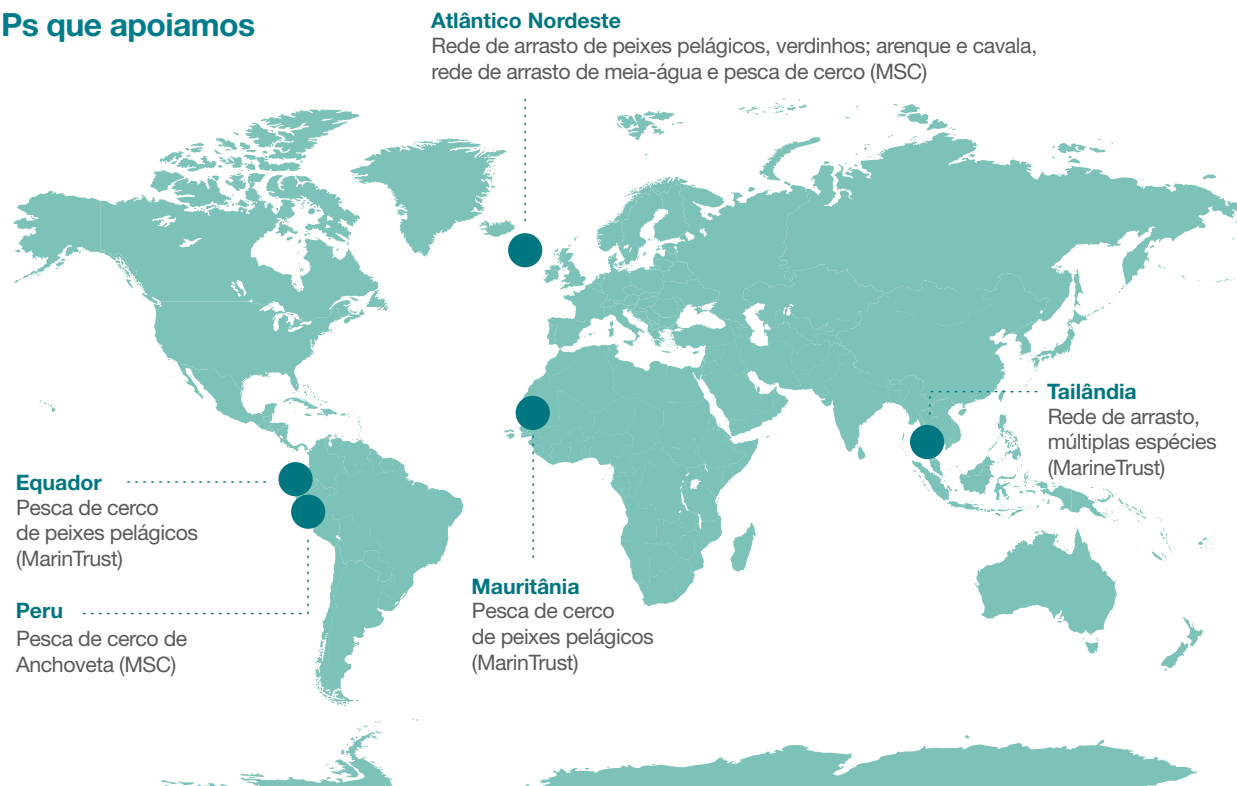 Ps que apoiamos
Atlântico Nordeste
Rede de arrasto de peixes pelágicos, verdinhos; arenque e cavala,
rede de arrasto de meia-água e pesca de cerco (MSC)
Tailândia
Rede de arrasto,
múltiplas espécies
(MarineTrust)
Equador
Pesca de cerco
de peixes pelágicos
(MarinTrust)
Peru
Pesca de cerco de
Anchoveta (MSC)
Mauritânia
Pesca de cerco
de peixes pelágicos
(MarinTrust)